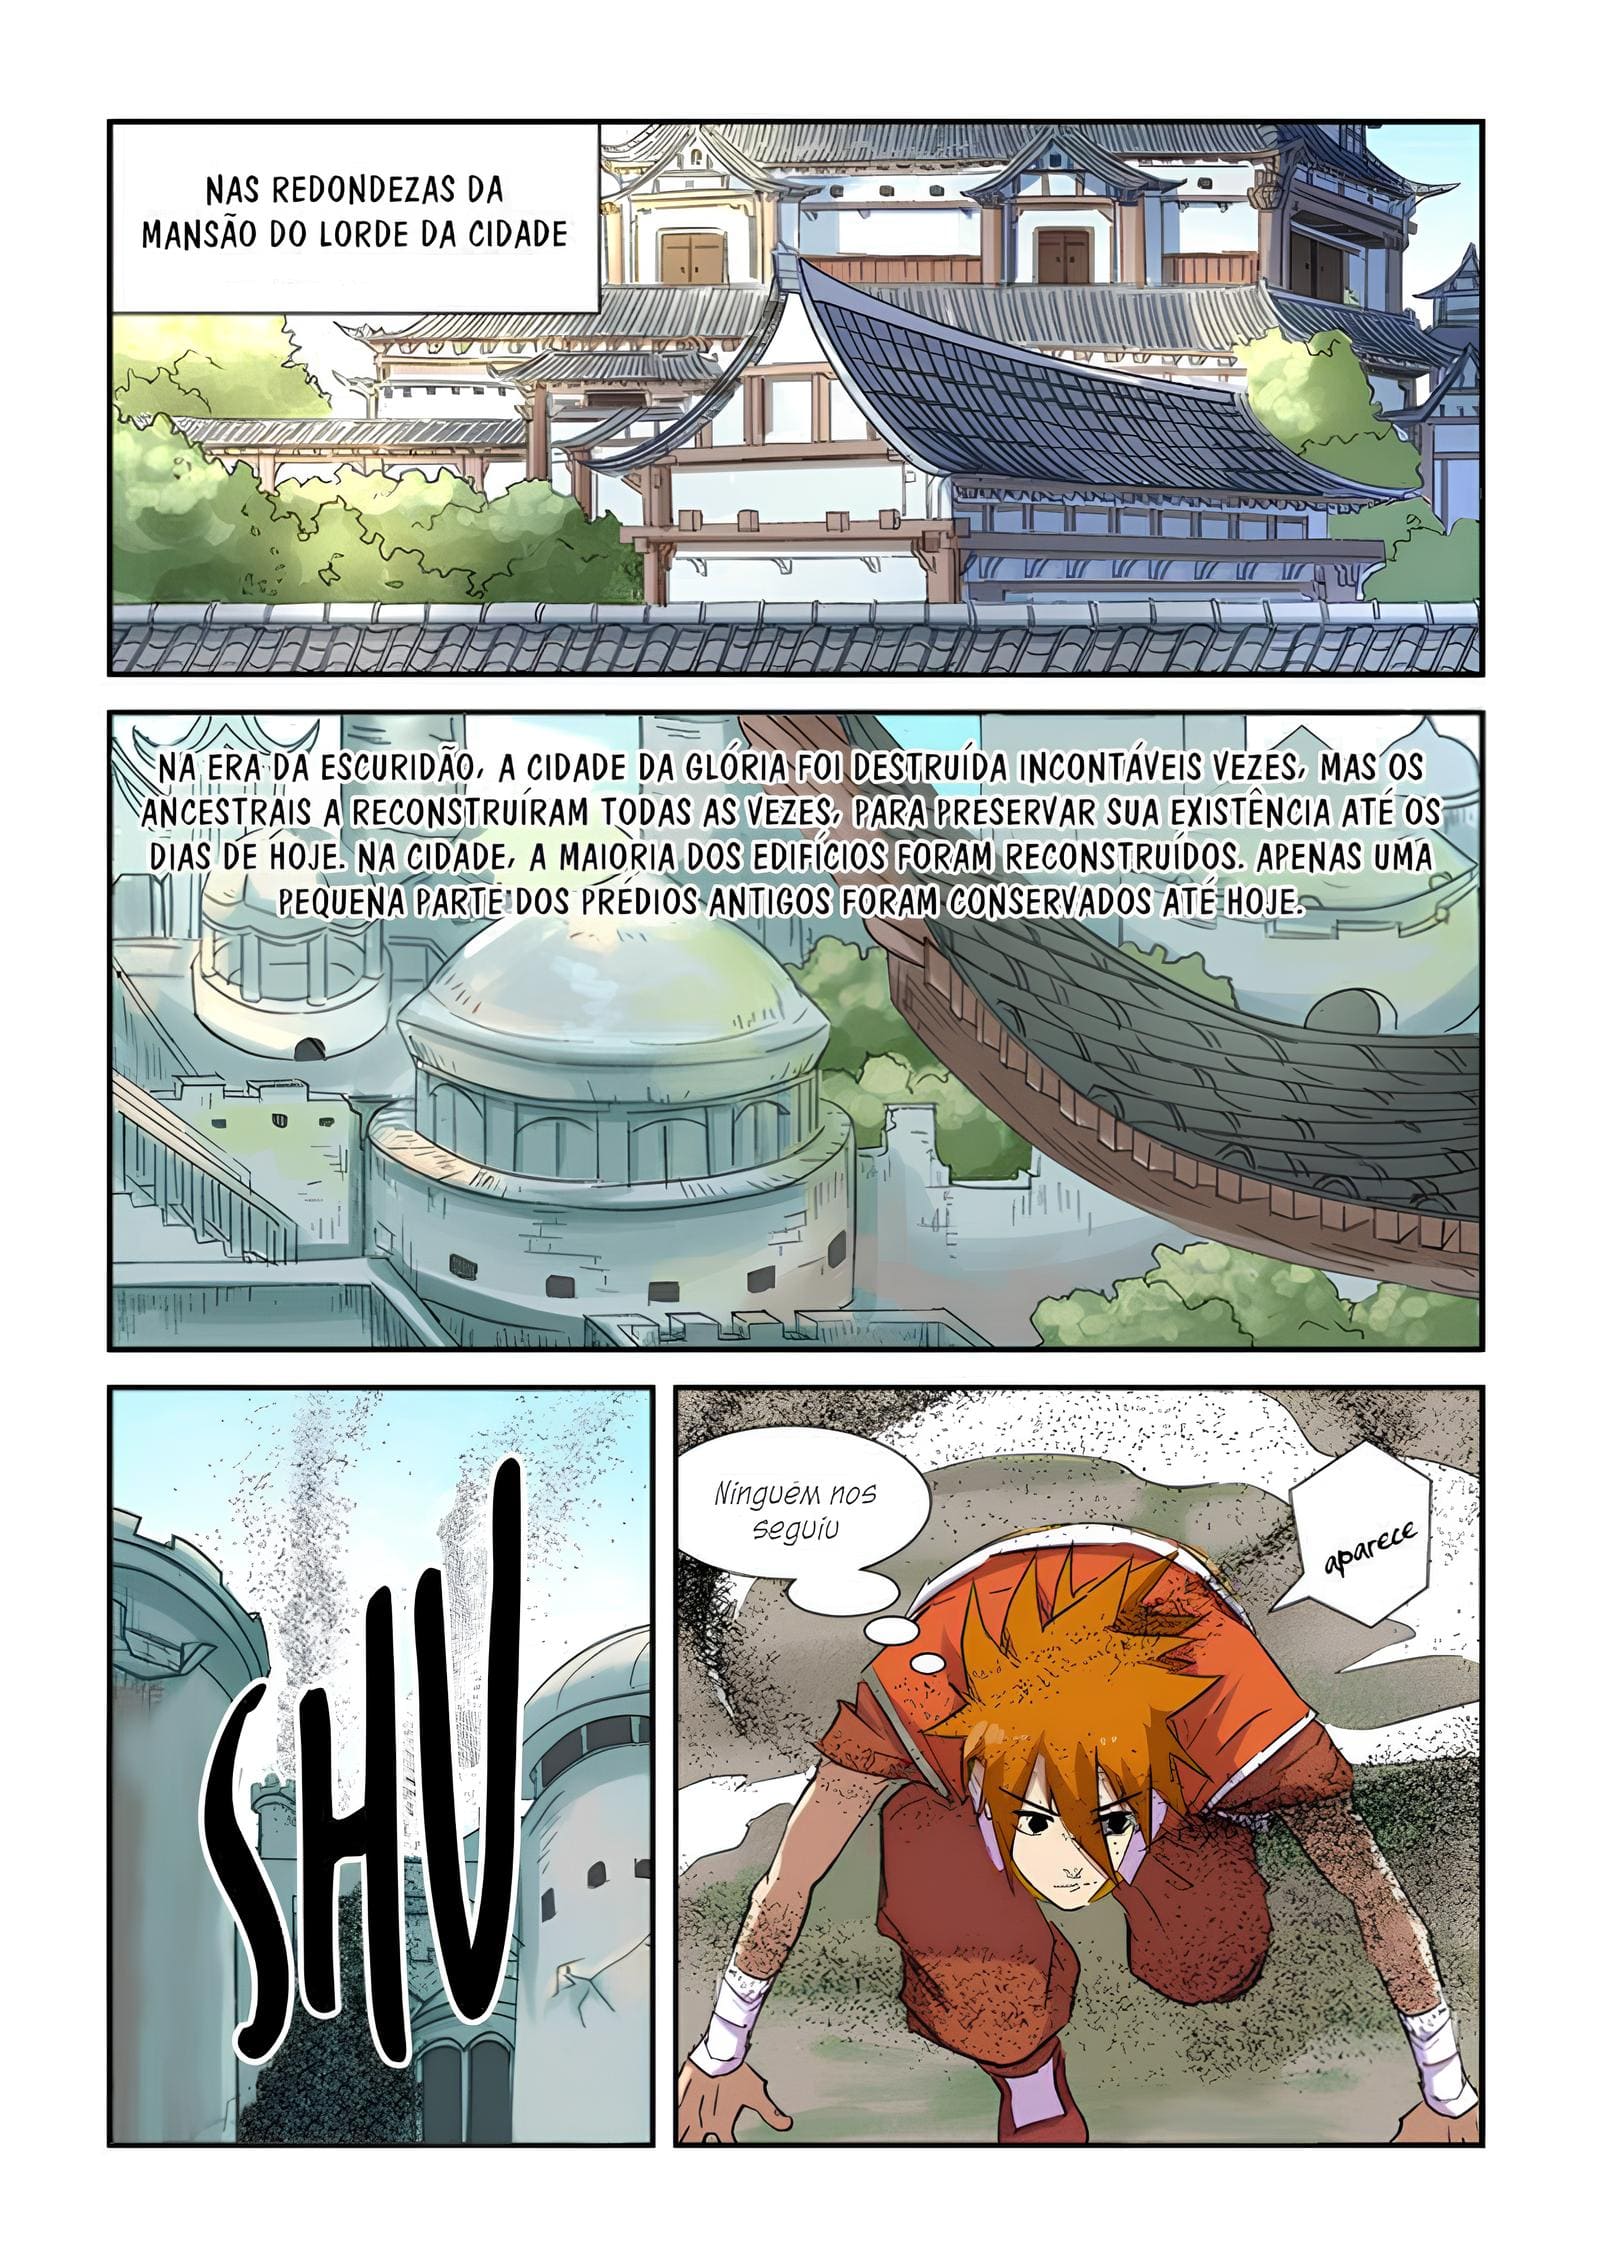 NAS REDONDEZAS DA
MANSÃO DO LORDE DA CIDADE
NA ERA DA ESCURIDÃO, A CIDADE DA GLÓRIA FOI DESTRUÍDA INCONTÁVEIS VEZES, MAS OS
ANCESTRAIS A RECONSTRUÍRAM TODAS AS VEZES, PARA PRESERVAR SUA EXISTÊNCIA ATÉ OS
DIAS DE HOJE. NA CIDADE, A MAIORIA DOS EDIFÍCIOS FORAM RECONSTRUÍDOS. APENAS UMA
PEQUENA PARTE DOS PRÉDIOS ANTIGOS FORAM CONSERVADOS ATÉ HOJE.
SHU
Ninguém nos
seguiu
aparece